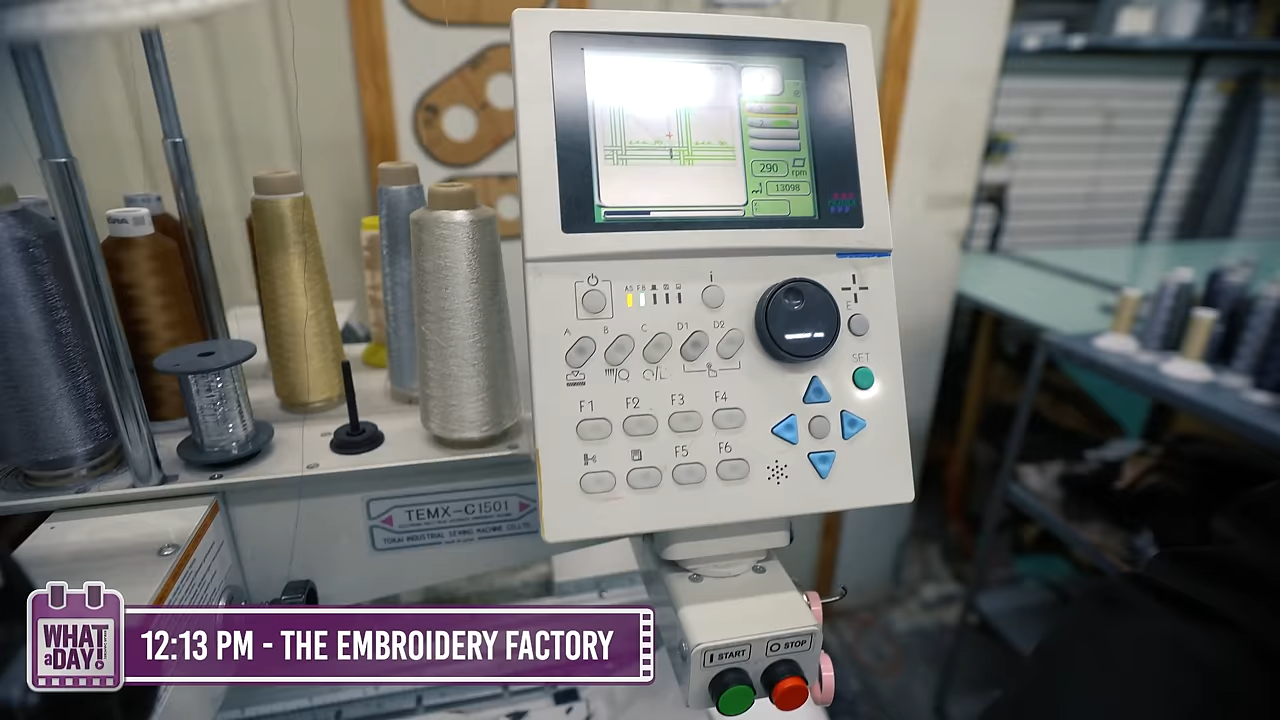 290
rpm
13098
i
A.S F.B
A B C D1 D2
E
SET
F1 F2 F3 F4
F5 F6
TEMX-C1501
TOKAI INDUSTRIAL SEWING MACHINE CO.,LTD.
START STOP
WHAT
aDAY!
12:13 PM - THE EMBROIDERY FACTORY